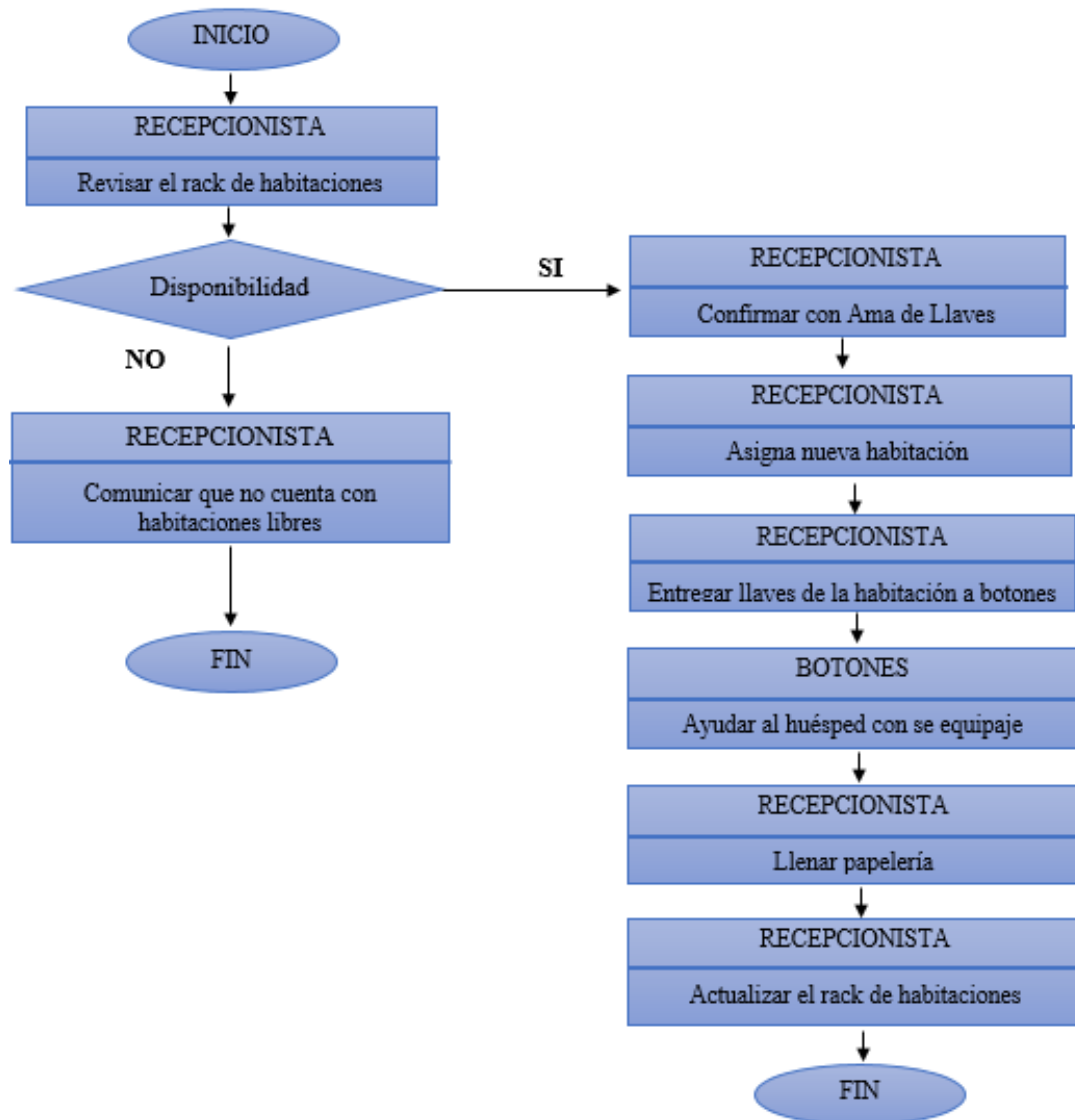 INICIO
RECEPCIONISTA
Revisar el rack de habitaciones
Disponibilidad
SI
NO
RECEPCIONISTA
Comunicar que no cuenta con
habitaciones libres
FIN
RECEPCIONISTA
Confirmar con Ama de Llaves
RECEPCIONISTA
Asigna nueva habitación
RECEPCIONISTA
Entregar llaves de la habitación a botones
BOTONES
Ayudar al huésped con se equipaje
RECEPCIONISTA
Llenar papelería
RECEPCIONISTA
Actualizar el rack de habitaciones
FIN